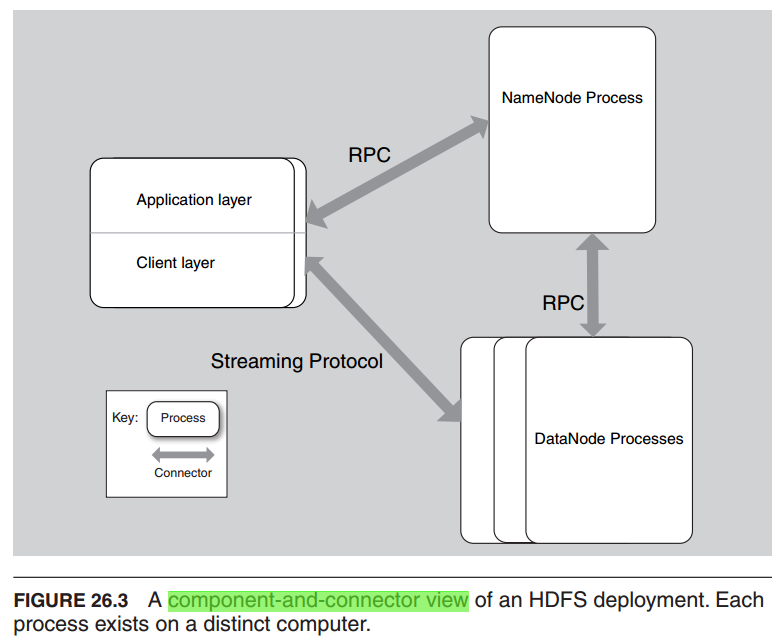 NameNode Process
RPC
Application layer
Client layer
RPC
Streaming Protocol
DataNode Processes
Key:
Process
Connector
FIGURE 26.3 A component-and-connector view of an HDFS deployment. Each
process exists on a distinct computer.